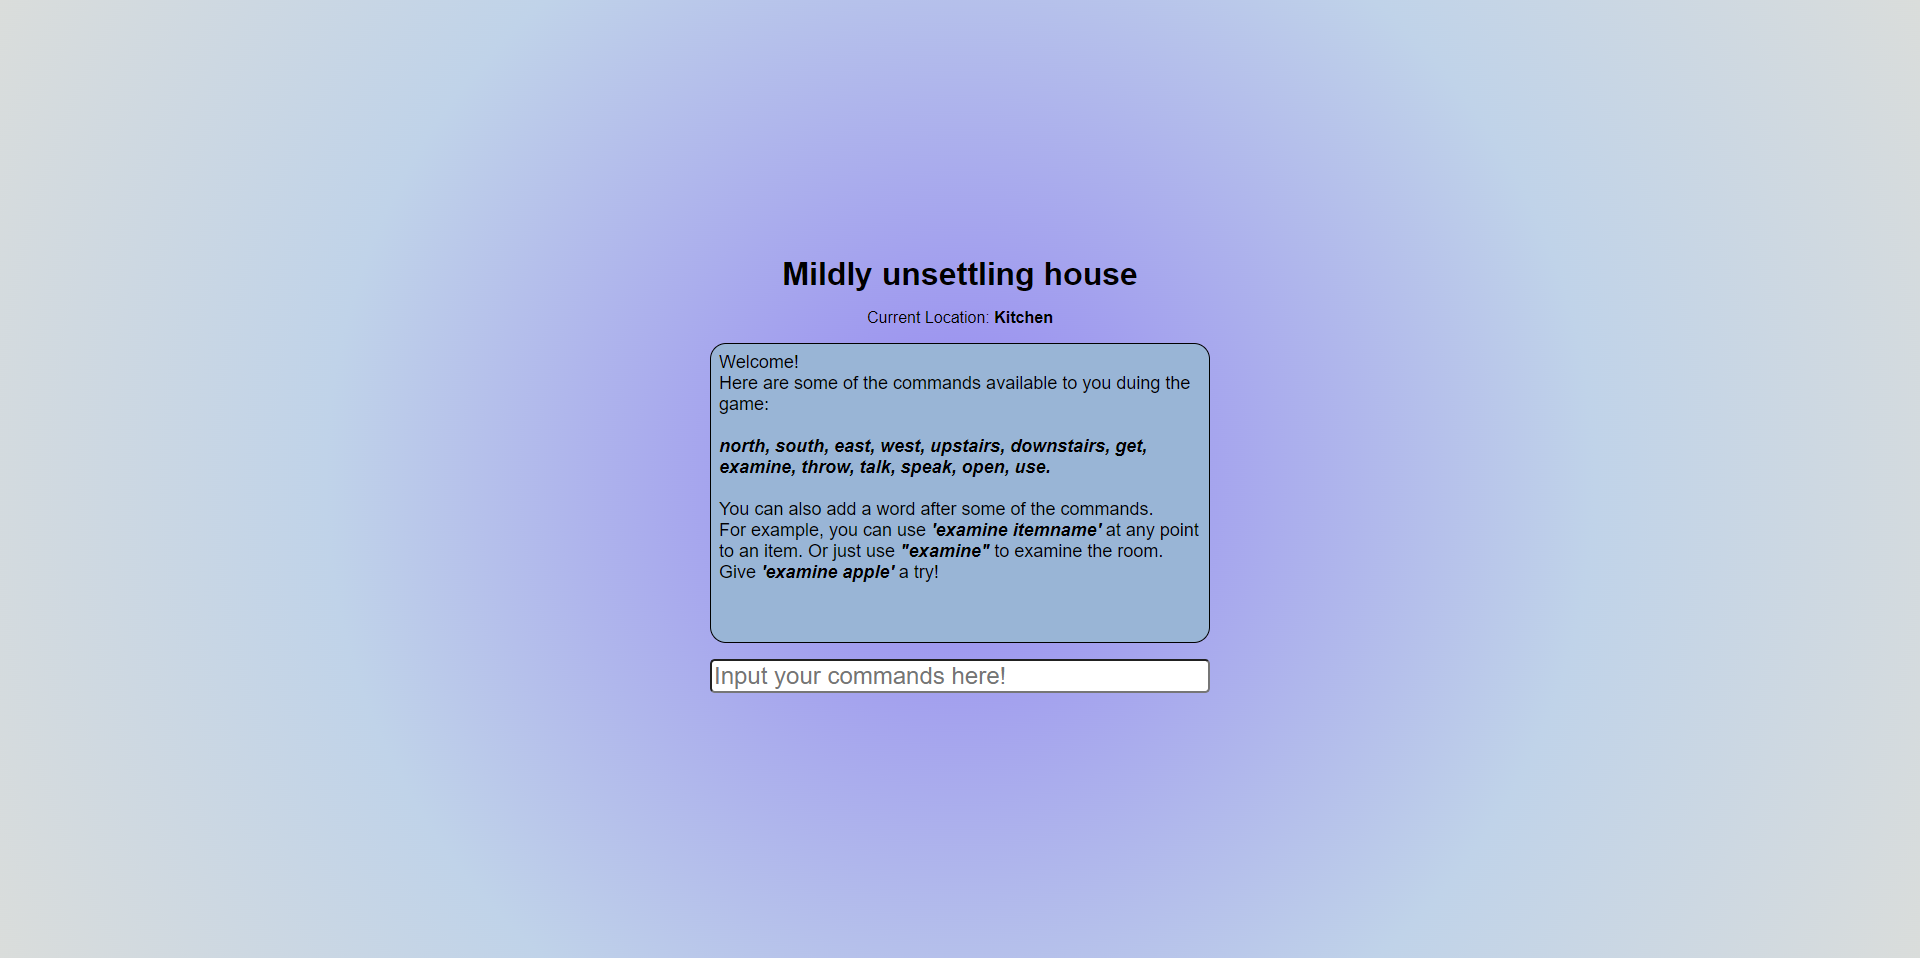 Mildly unsettling house
Current Location: Kitchen
Welcome!
Here are some of the commands available to you duing the
game:
north, south, east, west, upstairs, downstairs, get,
examine, throw, talk, speak, open, use.
You can also add a word after some of the commands.
For example, you can use 'examine itemname' at any point
to an item. Or just use "examine" to examine the room.
Give 'examine apple' a try!
Input your commands here!